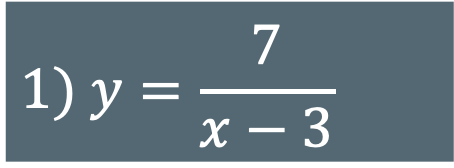 1) y = 7 / (x − 3)